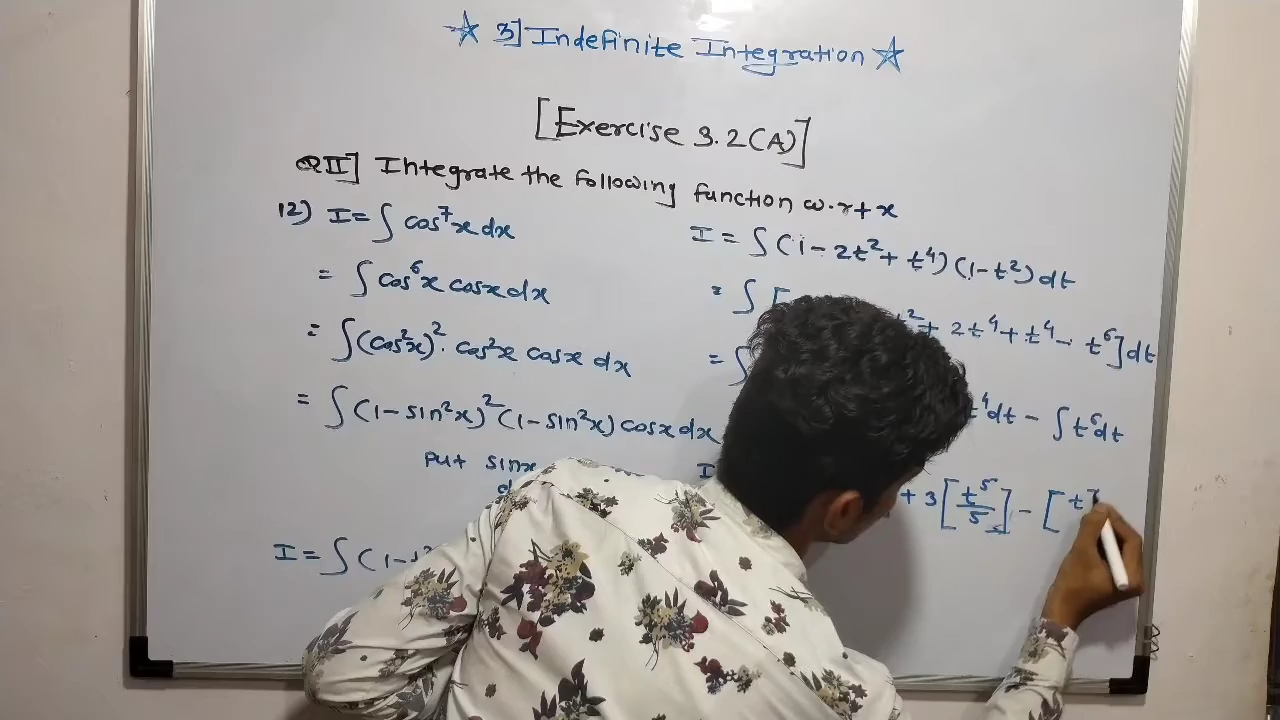 ☆ 3] Indefinite Integration ☆
[Exercise 3.2(A)]
QII] Integrate the following function w.r.t x
12) I = ∫ cos⁷x dx
= ∫ cos⁶x cosx dx
= ∫ (cos²x)². cos²x cosx dx
= ∫ (1 - sin²x)² (1 - sin²x) cosx dx
Put sinx
I = ∫ (1 -
I = ∫ (1 - 2t² + t⁴) (1 - t²) dt
= ∫ [ t² + 2t⁴ + t⁴ - t⁶] dt
= ∫ t⁴dt - ∫ t⁶dt
I + 3 [t⁵/5] - [t⁷